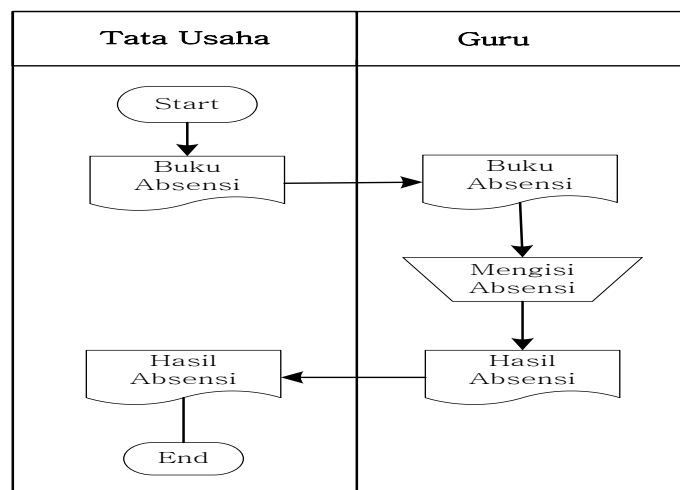 Tata Usaha
Guru
Start
Buku
Absensi
Buku
Absensi
Mengisi
Absensi
Hasil
Absensi
Hasil
Absensi
End